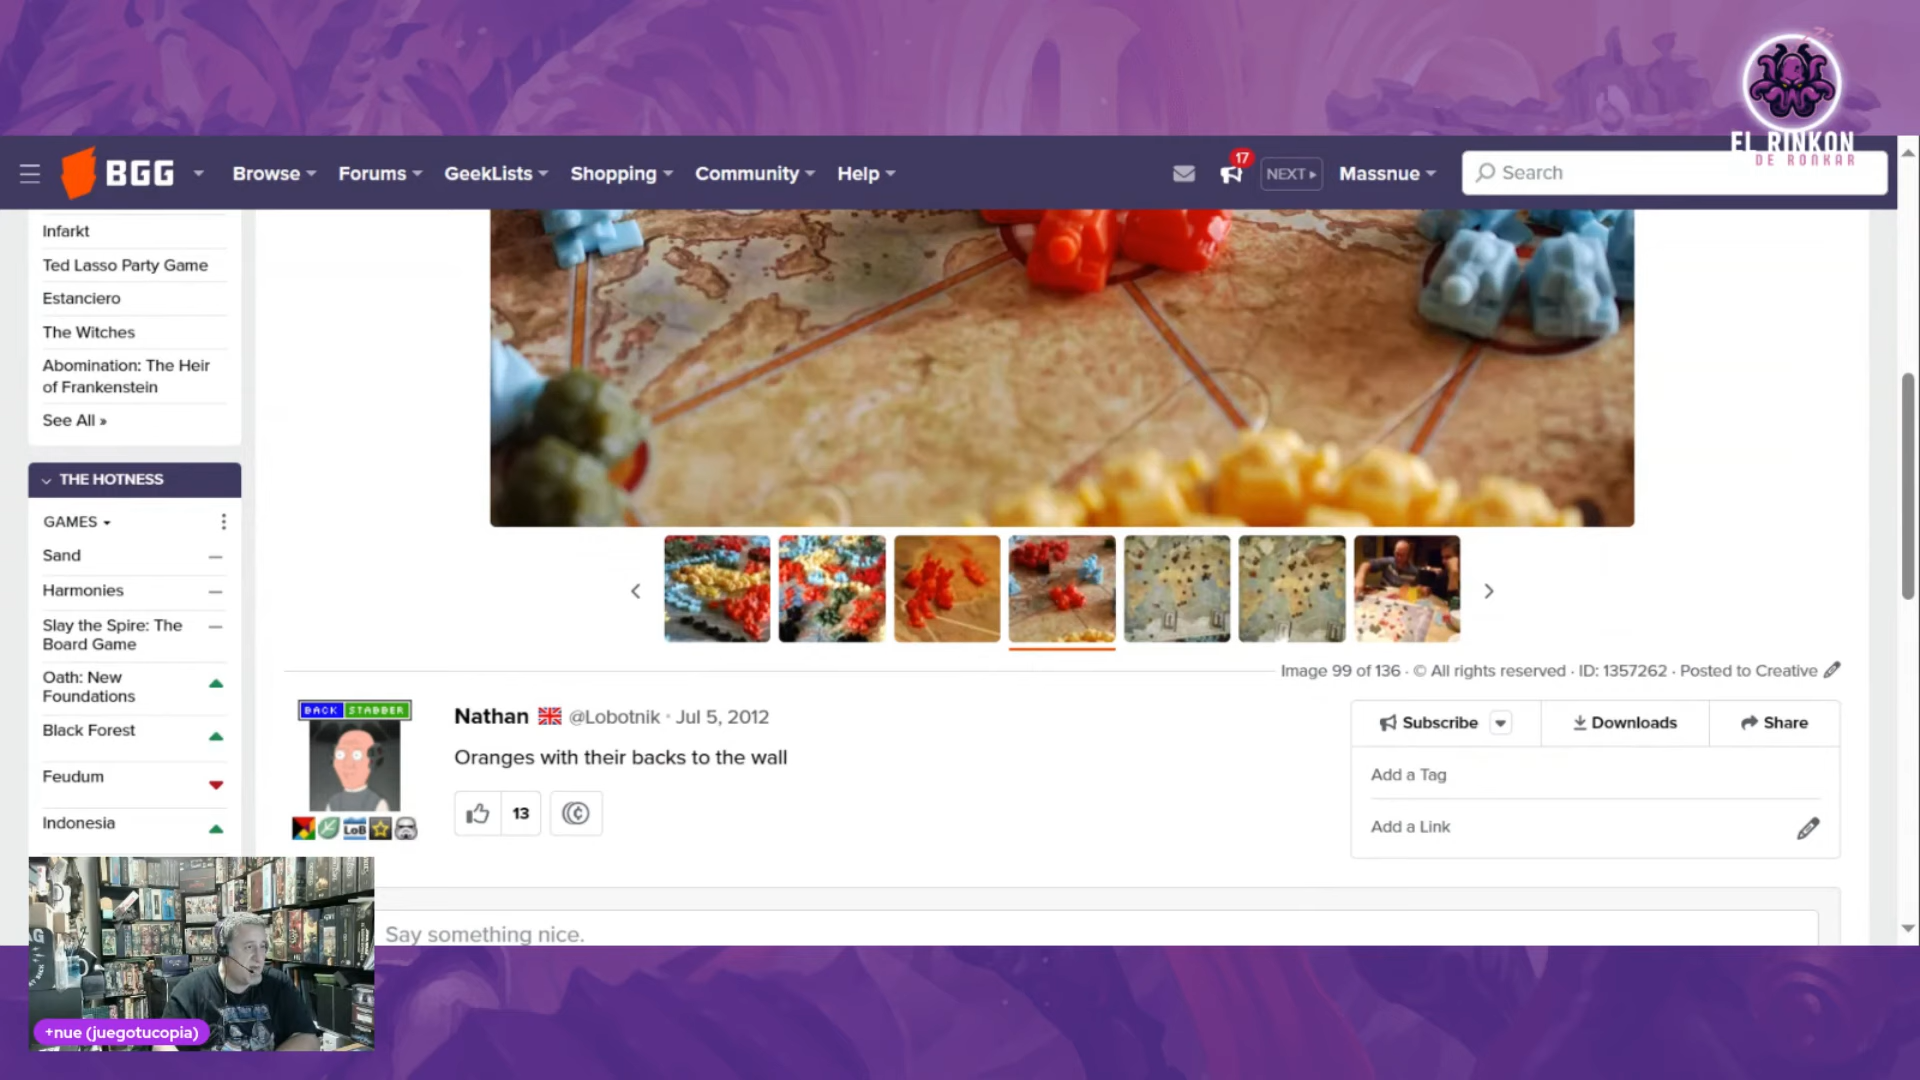 EL RINKON
DE RONKAR
BGG
Browse
Forums
GeekLists
Shopping
Community
Help
17
NEXT
Massnue
Search
Infarkt
Ted Lasso Party Game
Estanciero
The Witches
Abomination: The Heir
of Frankenstein
See All »
THE HOTNESS
GAMES
Sand
Harmonies
Slay the Spire: The
Board Game
Oath: New
Foundations
Black Forest
Feudum
Indonesia
Image 99 of 136 · © All rights reserved · ID: 1357262 · Posted to Creative
BACK STABBER
LoB
Nathan @Lobotnik · Jul 5, 2012
Oranges with their backs to the wall
13
Subscribe
Downloads
Share
Add a Tag
Add a Link
Say something nice.
+nue (juegotucopia)